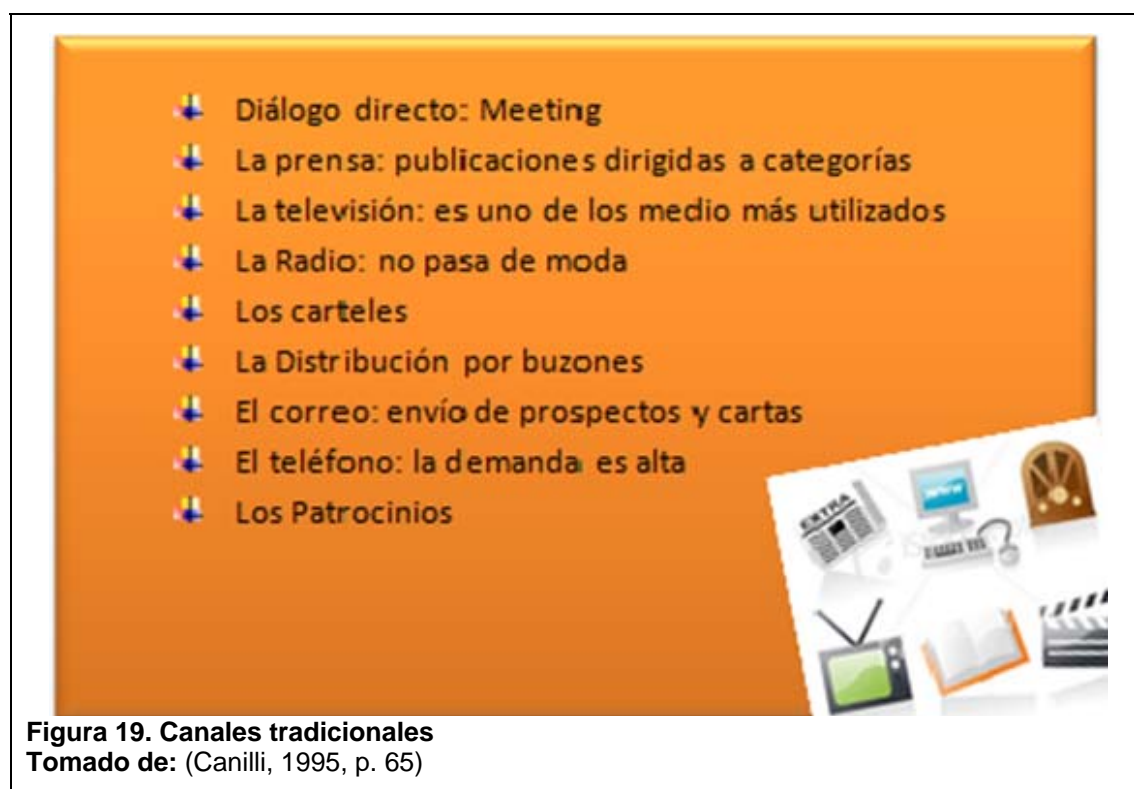 Diálogo directo: Meeting
La prensa: publicaciones dirigidas a categorías
La televisión: es uno de los medio más utilizados
La Radio: no pasa de moda
Los carteles
La Distribución por buzones
El correo: envío de prospectos y cartas
El teléfono: la demanda es alta
Los Patrocinios
EXTRA
www
Figura 19. Canales tradicionales
Tomado de: (Canilli, 1995, p. 65)